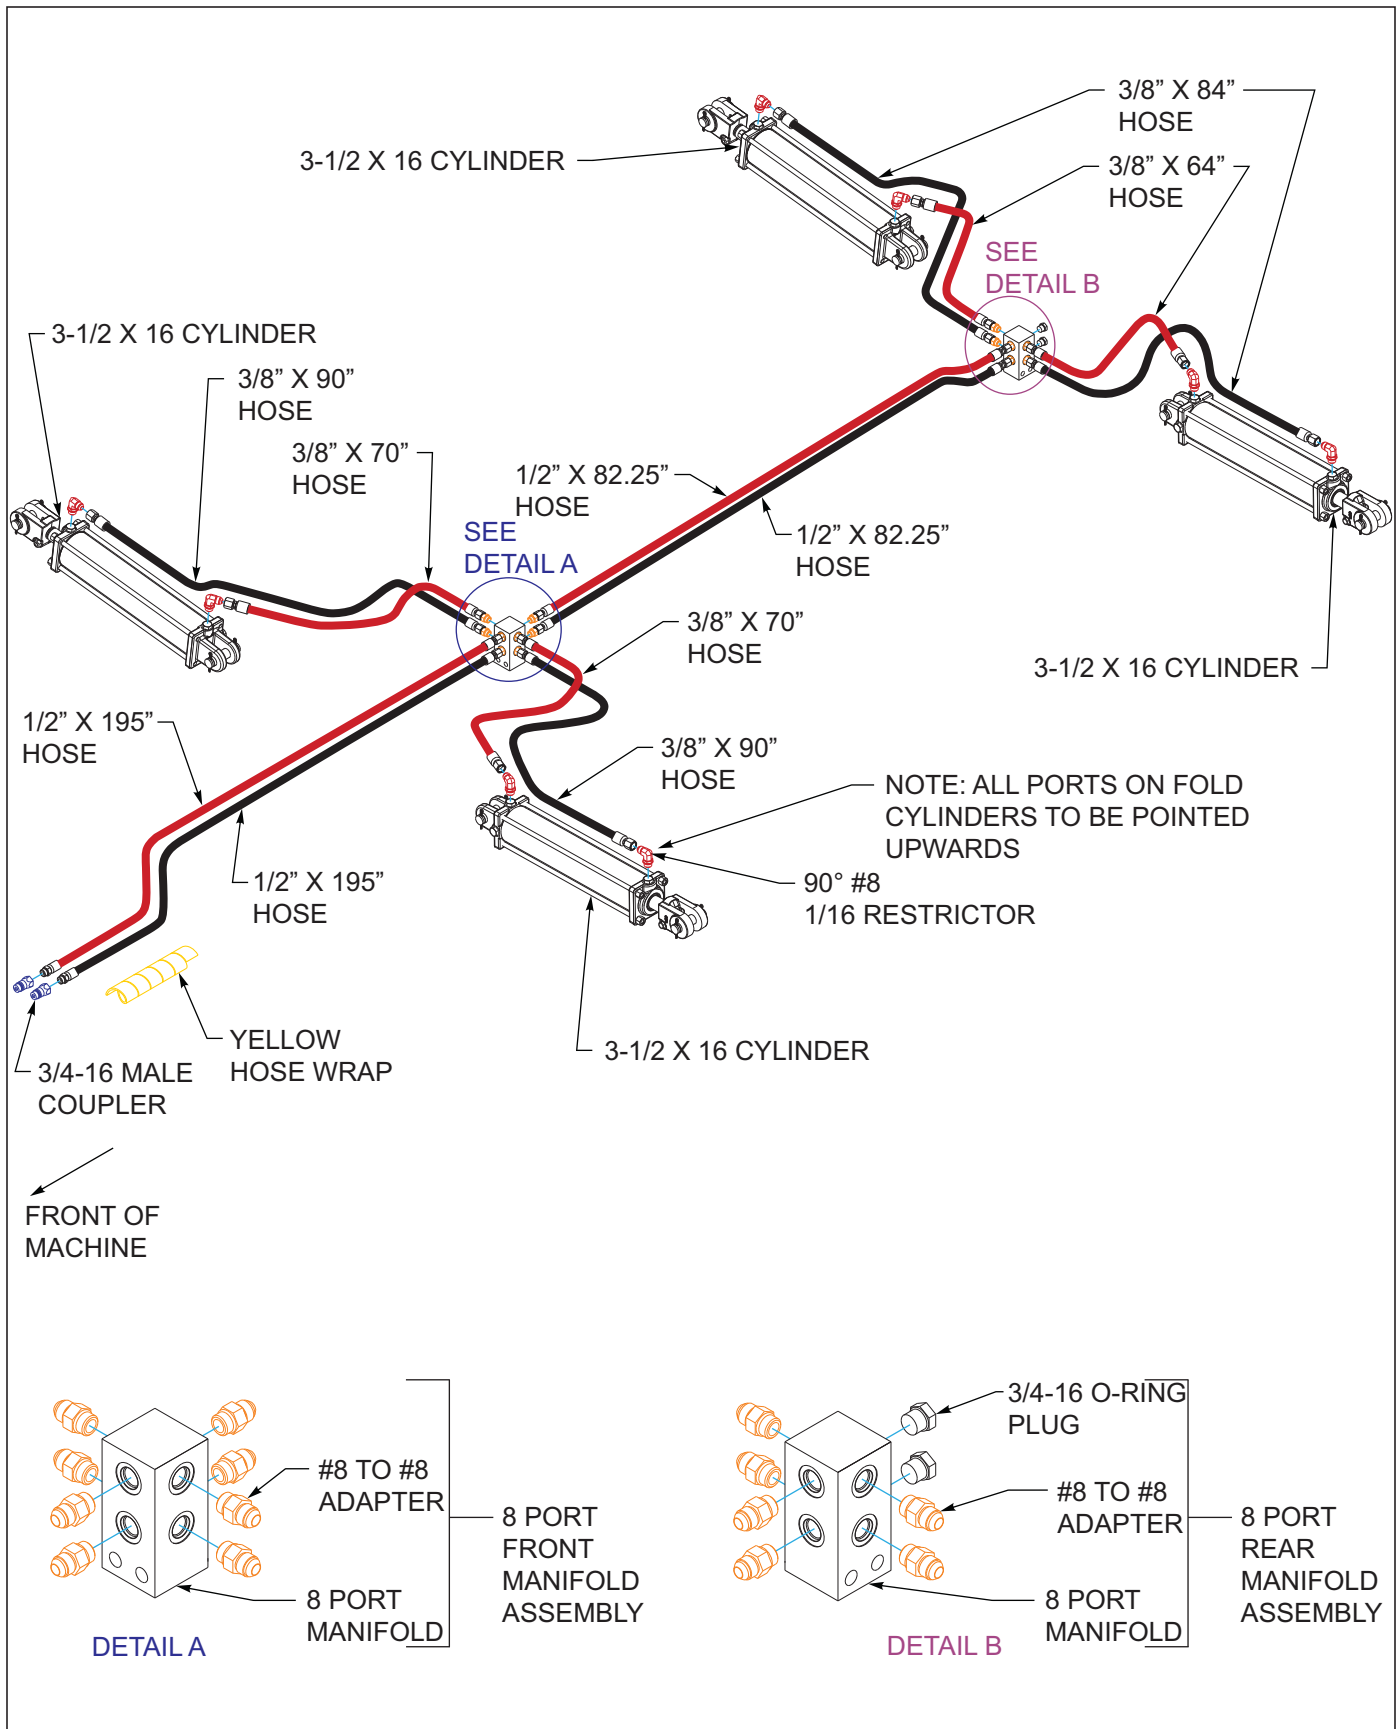 3/8” X 84”
HOSE
3-1/2 X 16 CYLINDER
3/8” X 64”
HOSE
SEE
DETAIL B
3-1/2 X 16 CYLINDER
3/8” X 90”
HOSE
3/8” X 70”
HOSE
1/2” X 82.25”
HOSE
SEE
DETAIL A
1/2” X 82.25”
HOSE
3/8” X 70”
HOSE
3-1/2 X 16 CYLINDER
1/2” X 195”
HOSE
3/8” X 90”
HOSE
NOTE: ALL PORTS ON FOLD
CYLINDERS TO BE POINTED
UPWARDS
1/2” X 195”
HOSE
90° #8
1/16 RESTRICTOR
YELLOW
HOSE WRAP
3-1/2 X 16 CYLINDER
3/4-16 MALE
COUPLER
FRONT OF
MACHINE
#8 TO #8
ADAPTER
8 PORT
FRONT
MANIFOLD
ASSEMBLY
8 PORT
MANIFOLD
DETAIL A
3/4-16 O-RING
PLUG
#8 TO #8
ADAPTER
8 PORT
REAR
MANIFOLD
ASSEMBLY
8 PORT
MANIFOLD
DETAIL B